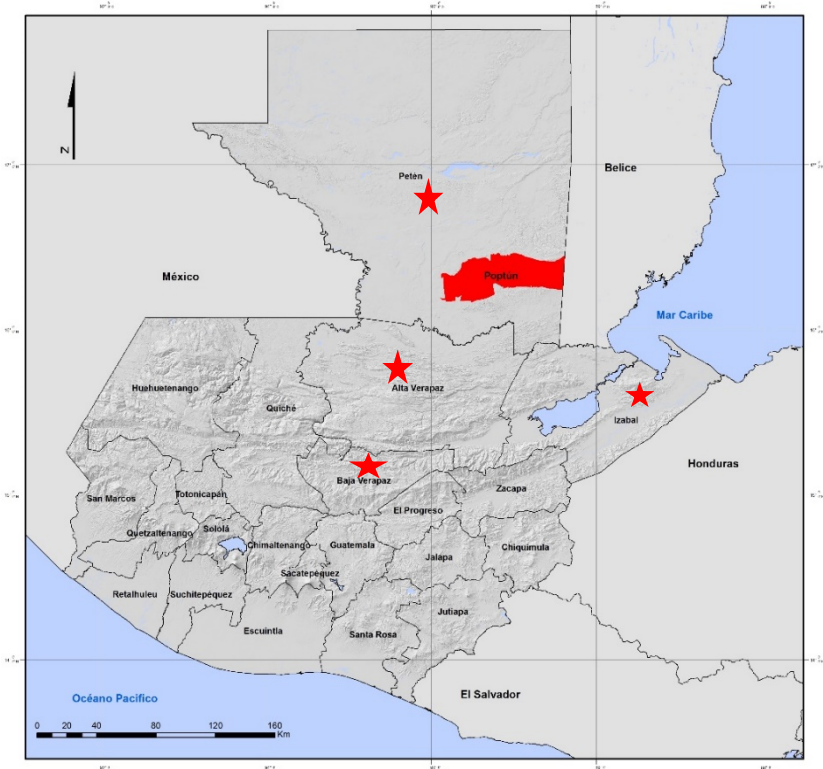 N
Petén
Belice
México
Poptún
Mar Caribe
Huehuetenango
Alta Verapaz
Quiché
Izabal
Honduras
Baja Verapaz
San Marcos
Totonicapán
Zacapa
El Progreso
Quetzaltenango
Sololá
Chimaltenango
Guatemala
Jalapa
Chiquimula
Sacatepéquez
Retalhuleu
Suchitepéquez
Jutiapa
Escuintla
Santa Rosa
El Salvador
Océano Pacifico
0 10 20 40 80 120 160
Km